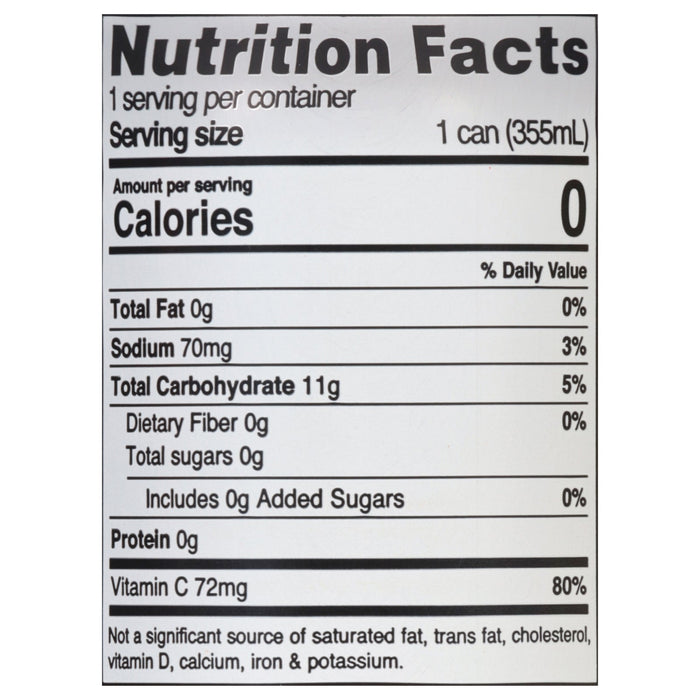 Nutrition Facts
1 serving per container
Serving size 1 can (355mL)
Amount per serving
Calories 0
% Daily Value
Total Fat 0g 0%
Sodium 70mg 3%
Total Carbohydrate 11g 5%
Dietary Fiber 0g 0%
Total sugars 0g
Includes 0g Added Sugars 0%
Protein 0g
Vitamin C 72mg 80%
Not a significant source of saturated fat, trans fat, cholesterol,
vitamin D, calcium, iron & potassium.